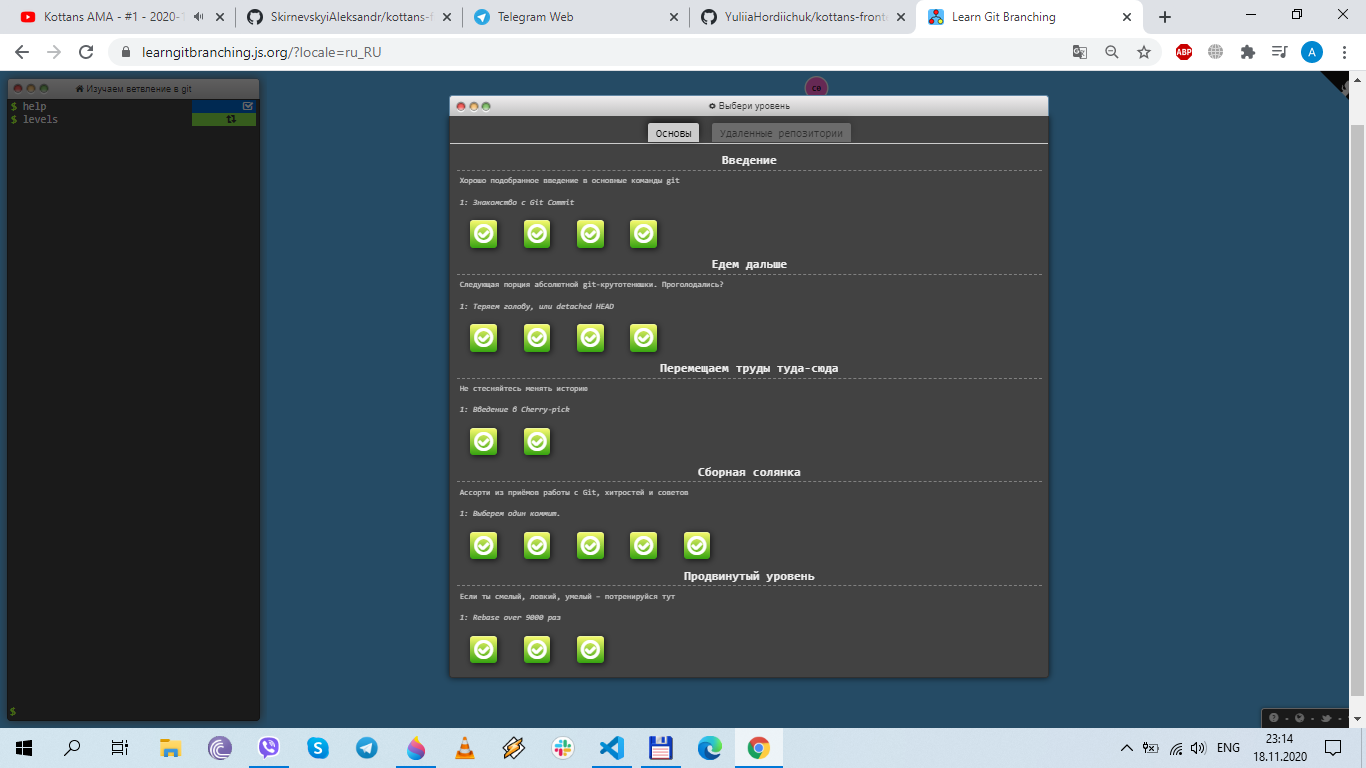 Kottans AMA - #1 - 2020-1
SkirnevskyiAleksandr/kottans-f
Telegram Web
YuliiaHordiichuk/kottans-front
Learn Git Branching
learngitbranching.js.org/?locale=ru_RU
ABP
A
Изучаем ветвление в git
$ help
$ levels
$
c0
Выбери уровень
Основы
Удаленные репозитории
Введение
Хорошо подобранное введение в основные команды git
1: Знакомство с Git Commit
Едем дальше
Следующая порция абсолютной git-крутотенюшки. Проголодались?
1: Теряем голову, или detached HEAD
Перемещаем труды туда-сюда
Не стесняйтесь менять историю
1: Введение в Cherry-pick
Сборная солянка
Ассорти из приёмов работы с Git, хитростей и советов
1: Выберем один коммит.
Продвинутый уровень
Если ты смелый, ловкий, умелый – потренируйся тут
1: Rebase over 9000 раз
ENG
23:14
18.11.2020